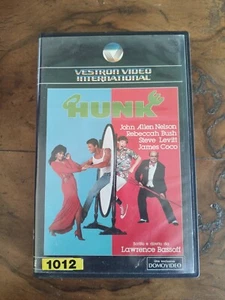 VESTRON VIDEO
INTERNATIONAL
HUNK
John Allen Nelson
Rebeccah Bush
Steve Levitt
James Coco
Lawrence Bassoff
1012
DOMOVIDEO